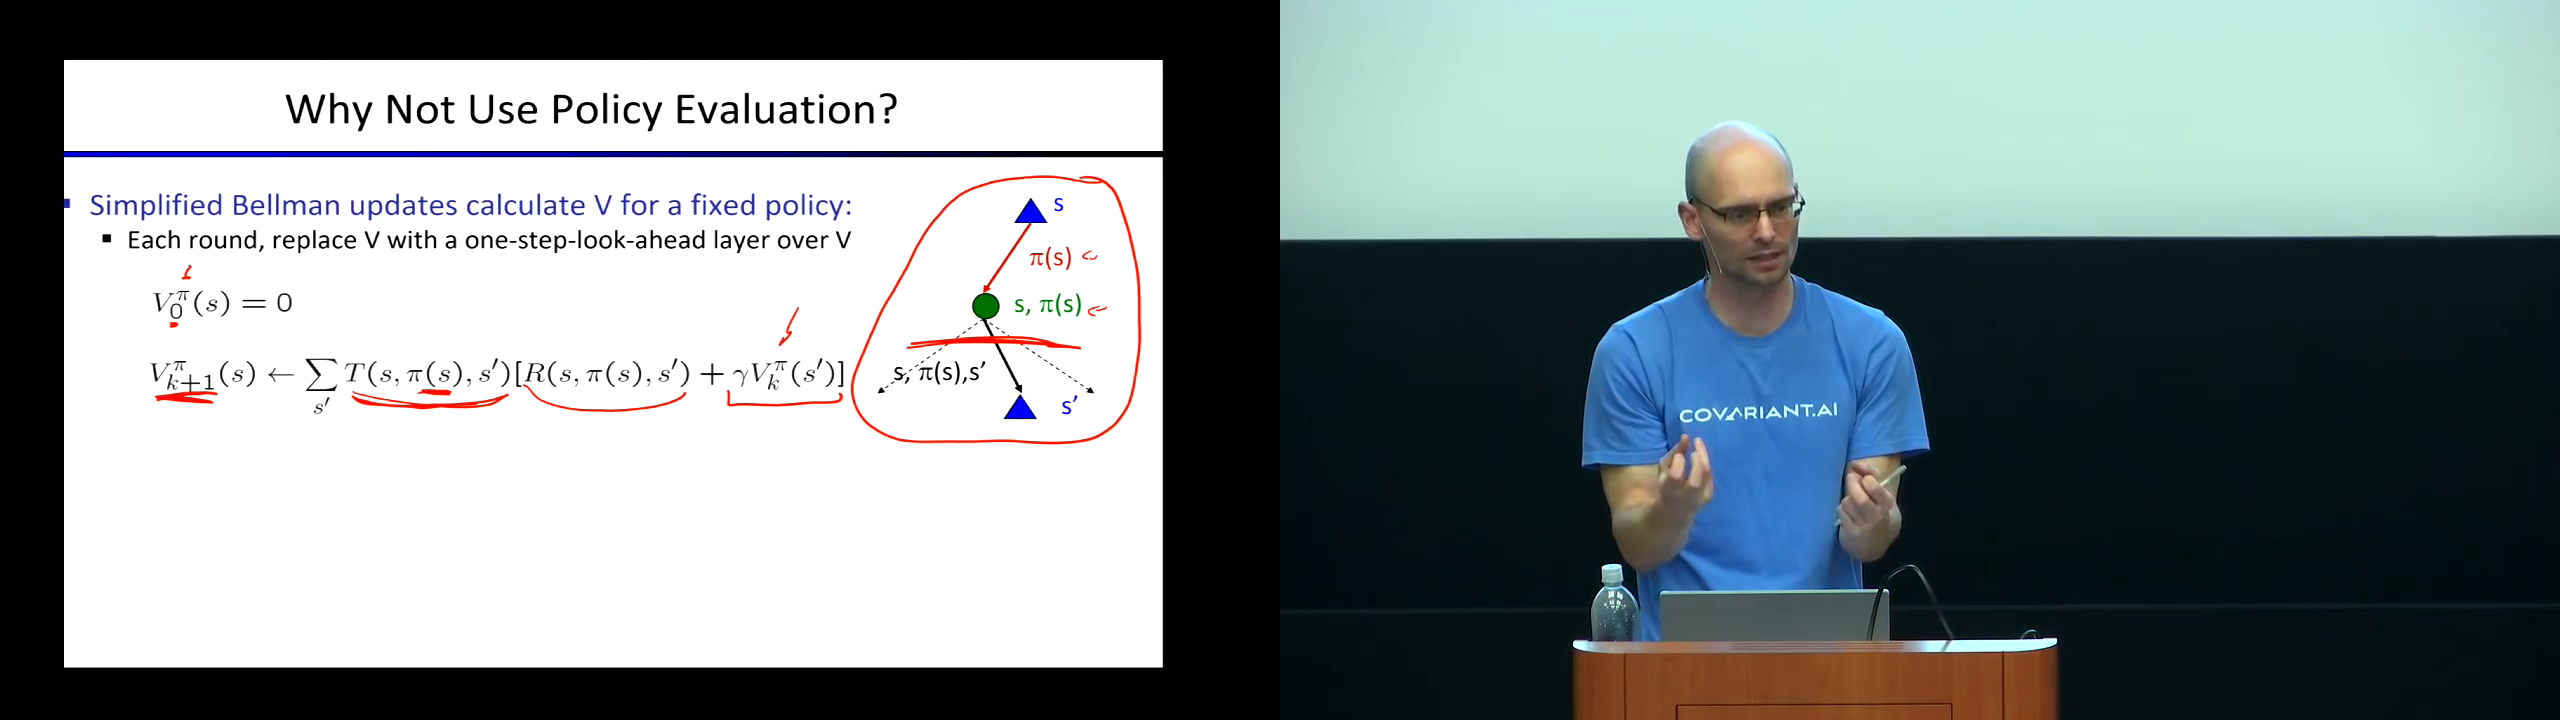 Why Not Use Policy Evaluation?
Simplified Bellman updates calculate V for a fixed policy:
Each round, replace V with a one-step-look-ahead layer over V
V_0^π(s) = 0
V_{k+1}^π(s) ← ∑_{s′} T(s, π(s), s′)[R(s, π(s), s′) + γV_k^π(s′)]
s
π(s)
s, π(s)
s, π(s),s’
s’
COVARIANT.AI